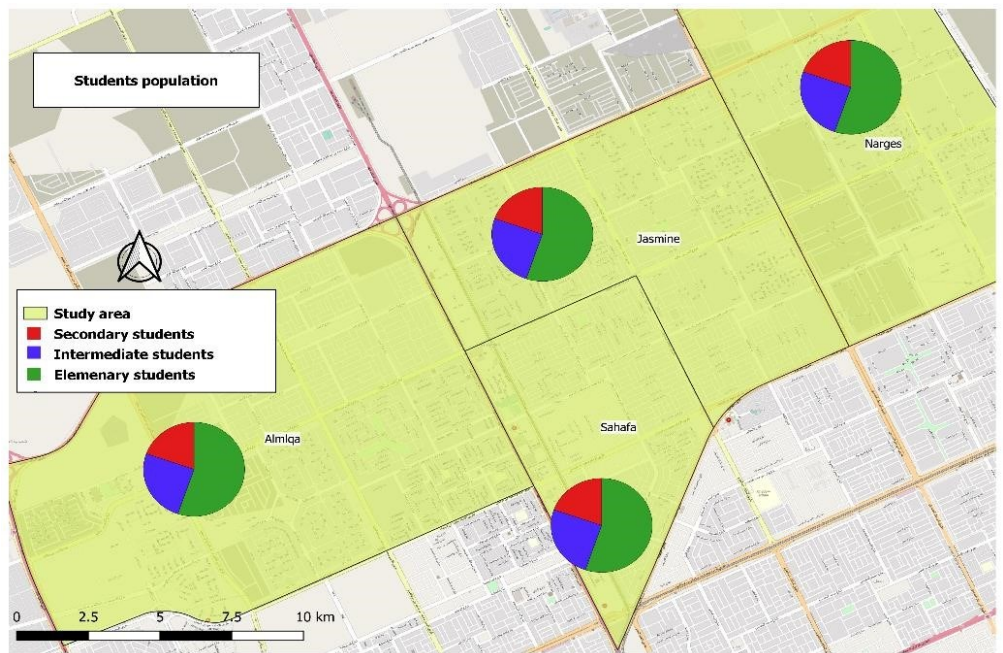 Students population
Narges
Jasmine
Study area
Secondary students
Intermediate students
Elemenary students
Almlqa
Sahafa
0 2.5 5 7.5 10 km